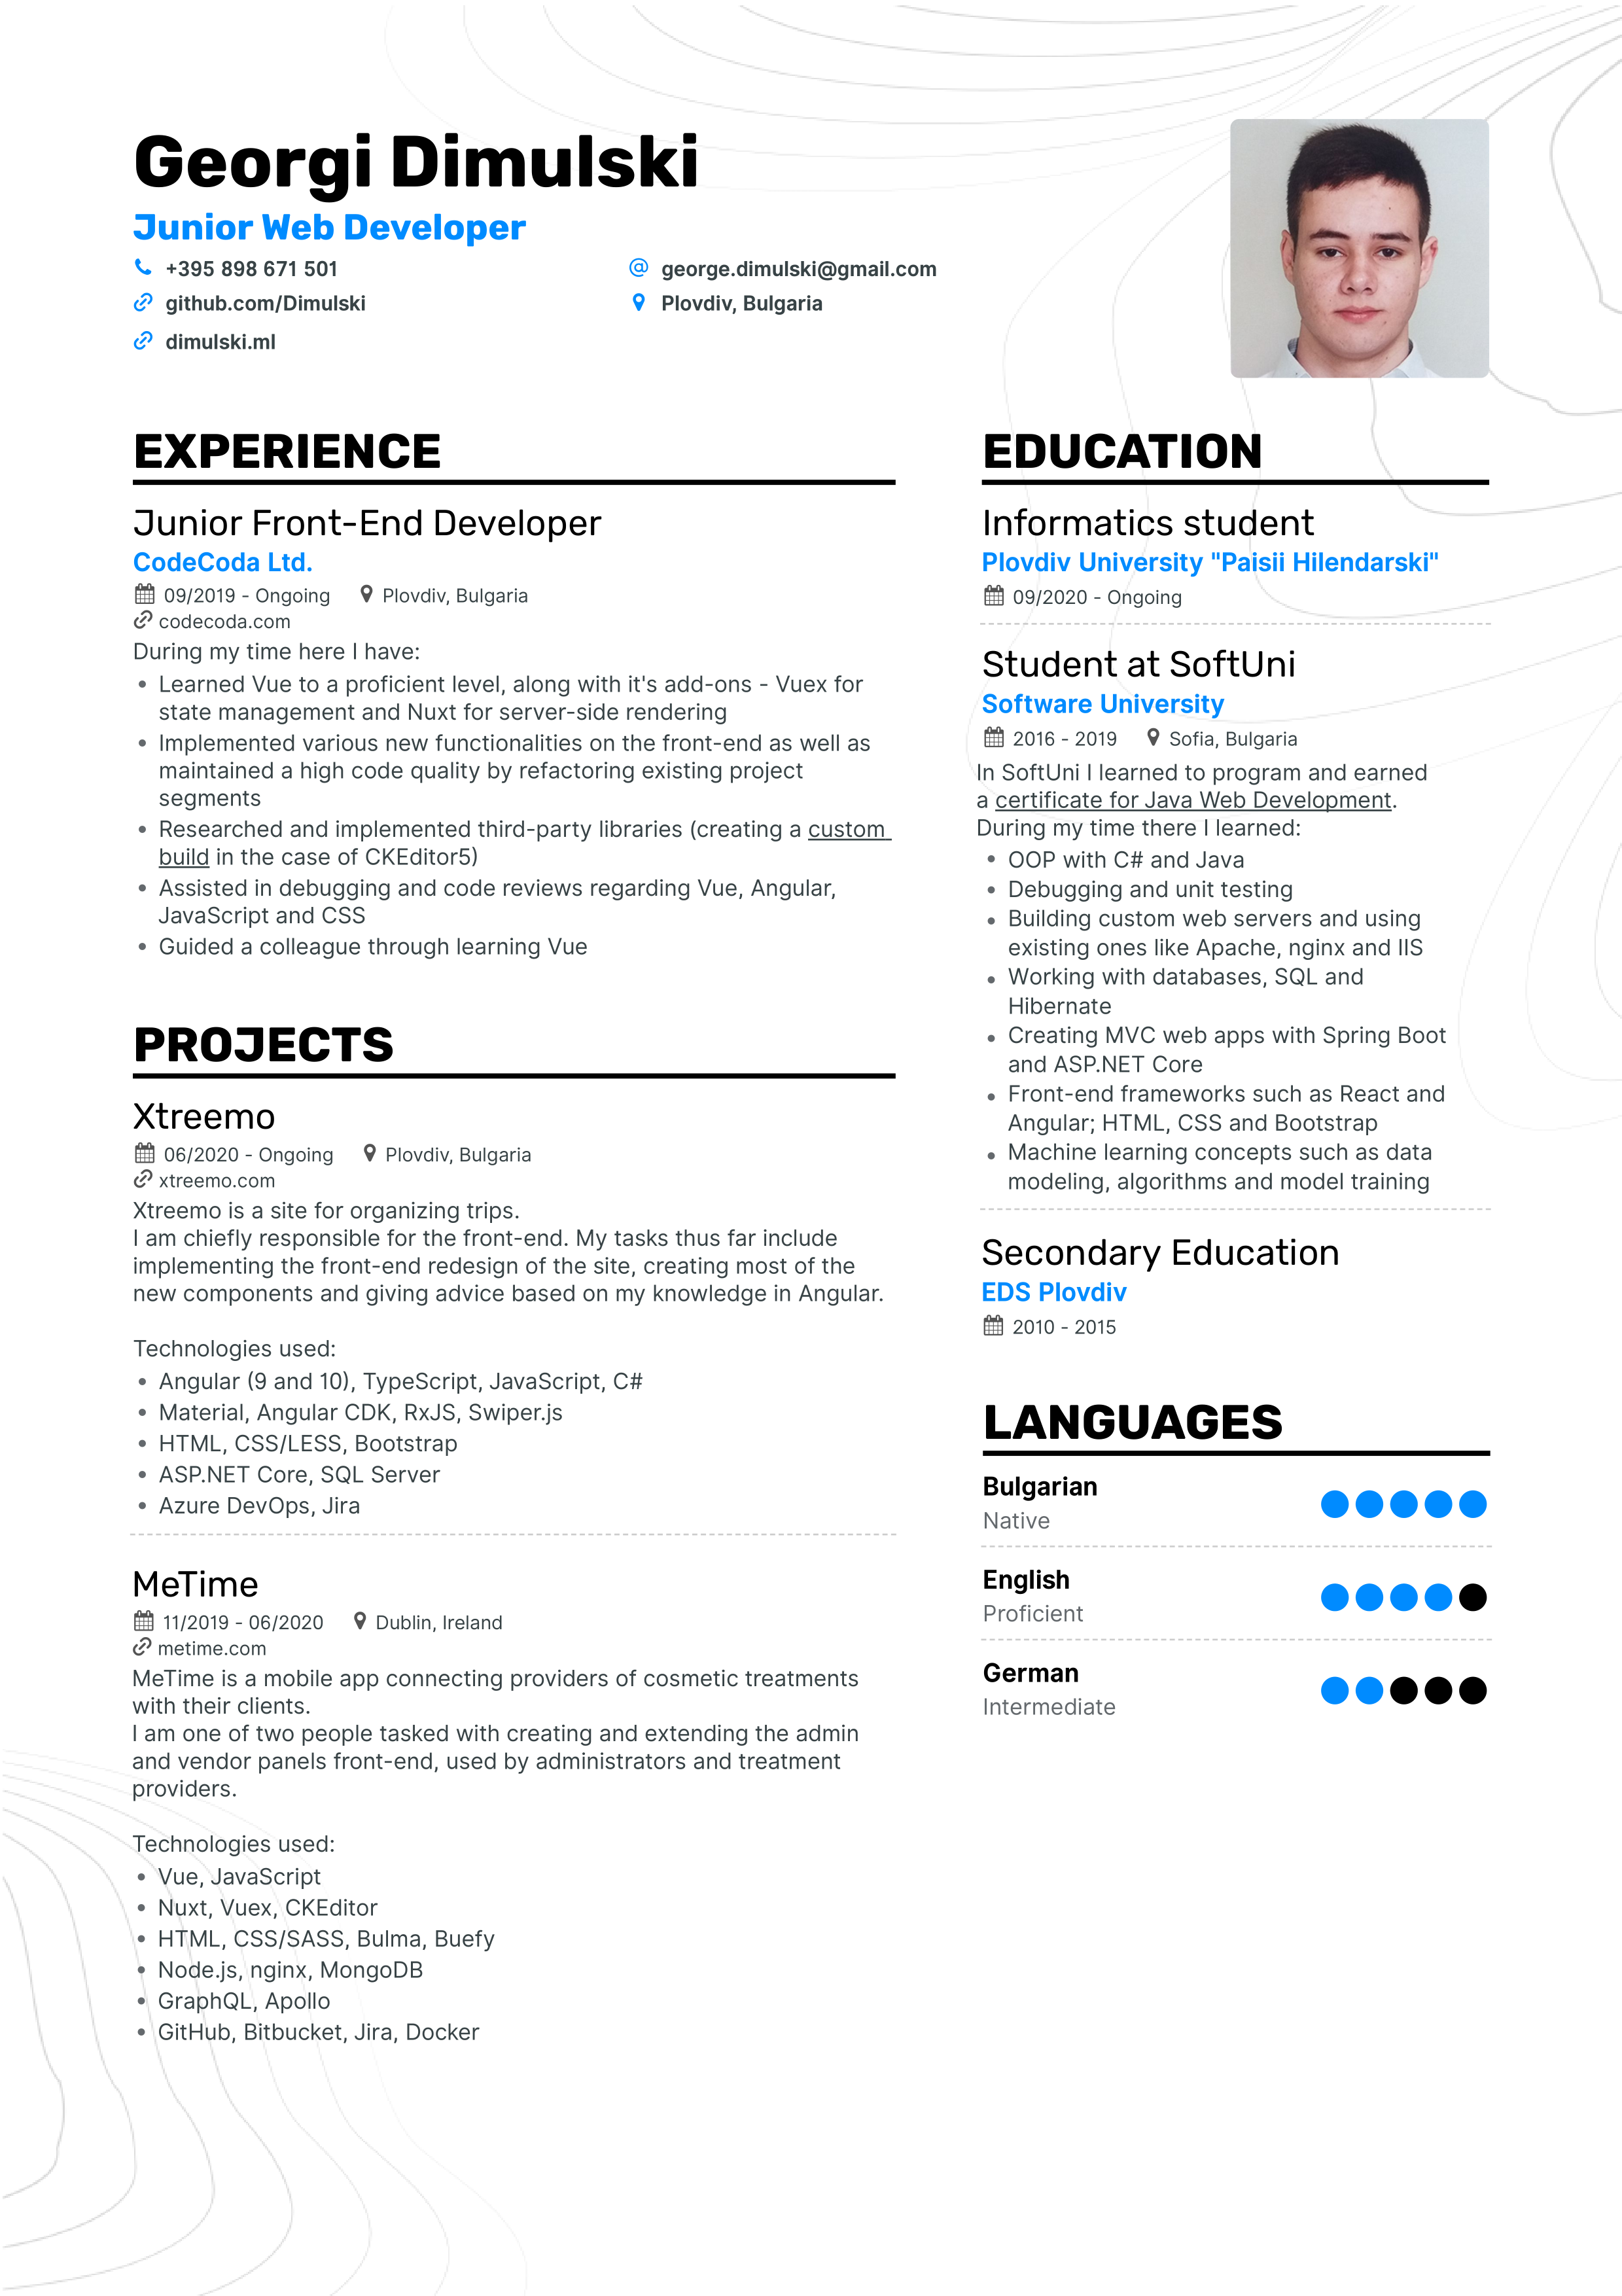 Georgi Dimulski
Junior Web Developer
+395 898 671 501
george.dimulski@gmail.com
github.com/Dimulski
Plovdiv, Bulgaria
dimulski.ml
EXPERIENCE
Junior Front-End Developer
CodeCoda Ltd.
09/2019 - Ongoing Plovdiv, Bulgaria
codecoda.com
During my time here I have:
• Learned Vue to a proficient level, along with it's add-ons - Vuex for
state management and Nuxt for server-side rendering
• Implemented various new functionalities on the front-end as well as
maintained a high code quality by refactoring existing project
segments
• Researched and implemented third-party libraries (creating a custom
build in the case of CKEditor5)
• Assisted in debugging and code reviews regarding Vue, Angular,
JavaScript and CSS
• Guided a colleague through learning Vue
PROJECTS
Xtreemo
06/2020 - Ongoing Plovdiv, Bulgaria
xtreemo.com
Xtreemo is a site for organizing trips.
I am chiefly responsible for the front-end. My tasks thus far include
implementing the front-end redesign of the site, creating most of the
new components and giving advice based on my knowledge in Angular.
Technologies used:
• Angular (9 and 10), TypeScript, JavaScript, C#
• Material, Angular CDK, RxJS, Swiper.js
• HTML, CSS/LESS, Bootstrap
• ASP.NET Core, SQL Server
• Azure DevOps, Jira
MeTime
11/2019 - 06/2020 Dublin, Ireland
metime.com
MeTime is a mobile app connecting providers of cosmetic treatments
with their clients.
I am one of two people tasked with creating and extending the admin
and vendor panels front-end, used by administrators and treatment
providers.
Technologies used:
• Vue, JavaScript
• Nuxt, Vuex, CKEditor
• HTML, CSS/SASS, Bulma, Buefy
• Node.js, nginx, MongoDB
• GraphQL, Apollo
• GitHub, Bitbucket, Jira, Docker
EDUCATION
Informatics student
Plovdiv University "Paisii Hilendarski"
09/2020 - Ongoing
Student at SoftUni
Software University
2016 - 2019 Sofia, Bulgaria
In SoftUni I learned to program and earned
a certificate for Java Web Development.
During my time there I learned:
• OOP with C# and Java
• Debugging and unit testing
• Building custom web servers and using
existing ones like Apache, nginx and IIS
• Working with databases, SQL and
Hibernate
• Creating MVC web apps with Spring Boot
and ASP.NET Core
• Front-end frameworks such as React and
Angular; HTML, CSS and Bootstrap
• Machine learning concepts such as data
modeling, algorithms and model training
Secondary Education
EDS Plovdiv
2010 - 2015
LANGUAGES
Bulgarian
Native
English
Proficient
German
Intermediate